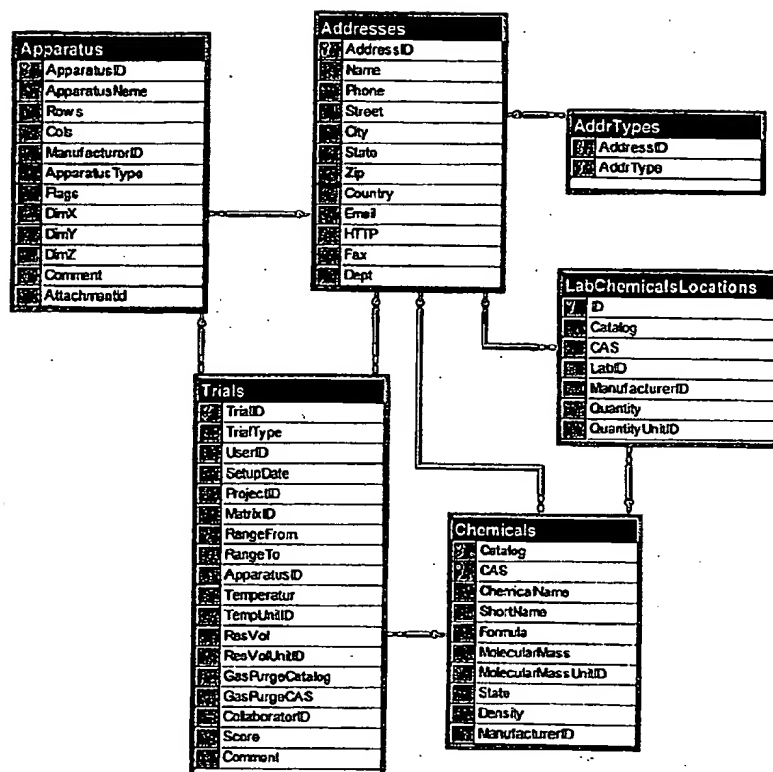 Apparatus
ApparatusID
ApparatusName
Rows
Cols
ManufacturerID
ApparatusType
Flags
DimX
DimY
DimZ
Comment
AttachmentId
Addresses
AddressID
Name
Phone
Street
City
State
Zip
Country
Email
HTTP
Fax
Dept
AddrTypes
AddressID
AddrType
LabChemicalsLocations
ID
Catalog
CAS
LabID
ManufacturerID
Quantity
QuantityUnitID
Trials
TrialID
TrialType
UserID
SetupDate
ProjectID
MatrixID
RangeFrom
RangeTo
ApparatusID
Temperatur
TempUnitID
ResVol
ResVolUnitID
GasPurgeCatalog
GasPurgeCAS
CollaboratorID
Score
Comment
Chemicals
Catalog
CAS
ChemicalName
ShortName
Formula
MolecularMass
MolecularMassUnitID
State
Density
ManufacturerID